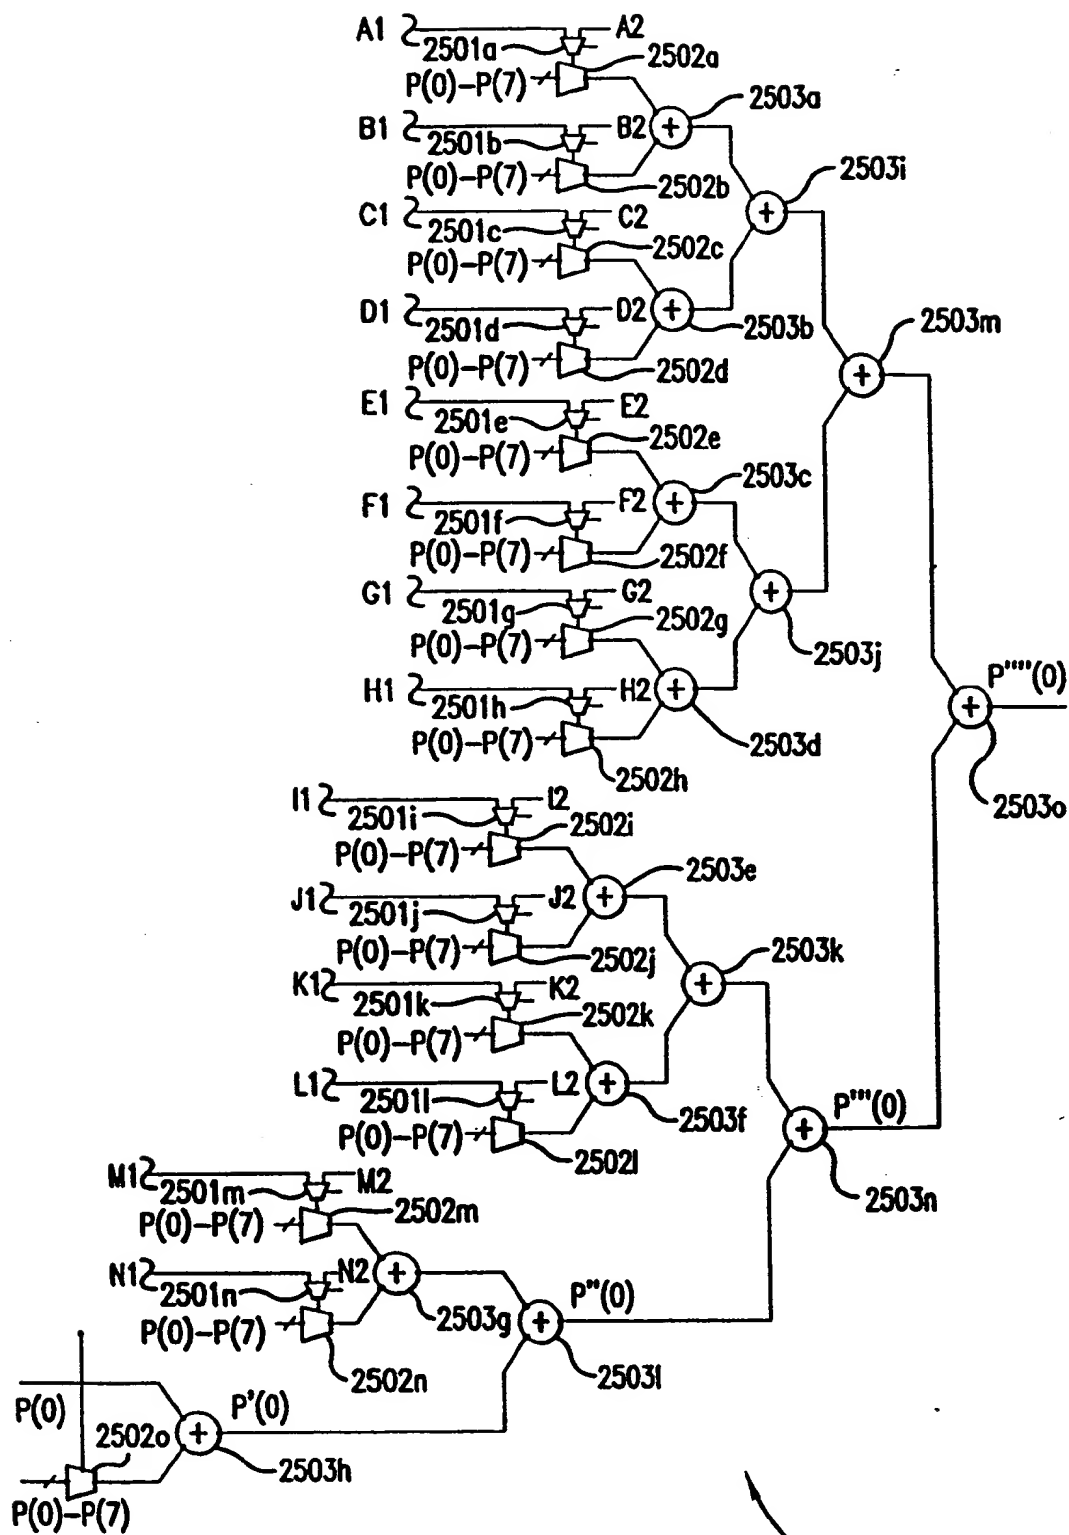 A1 A2
2501a 2502a
P(0)-P(7)
2503a
B1 B2
2501b
P(0)-P(7) 2502b
2503i
C1 C2
2501c 2502c
P(0)-P(7)
D1 D2
2501d 2503b
P(0)-P(7) 2502d
2503m
E1 E2
2501e 2502e
P(0)-P(7)
2503c
F1 F2
2501f
P(0)-P(7) 2502f
G1 G2
2501g 2502g
P(0)-P(7)
2503j
P""(0)
H1 H2
2501h
P(0)-P(7) 2503d
2502h
2503o
I1 I2
2501i 2502i
P(0)-P(7)
2503e
J1 J2
2501j
P(0)-P(7) 2502j
2503k
K1 K2
2501k 2502k
P(0)-P(7)
L1 L2
2501l 2503f
P(0)-P(7) 2502l
P"'(0)
M1 M2
2501m 2502m
P(0)-P(7)
2503n
N1 N2
2501n
P(0)-P(7) 2503g
P"(0)
2502n 2503l
P(0) P'(0)
2502o
2503h
P(0)-P(7)